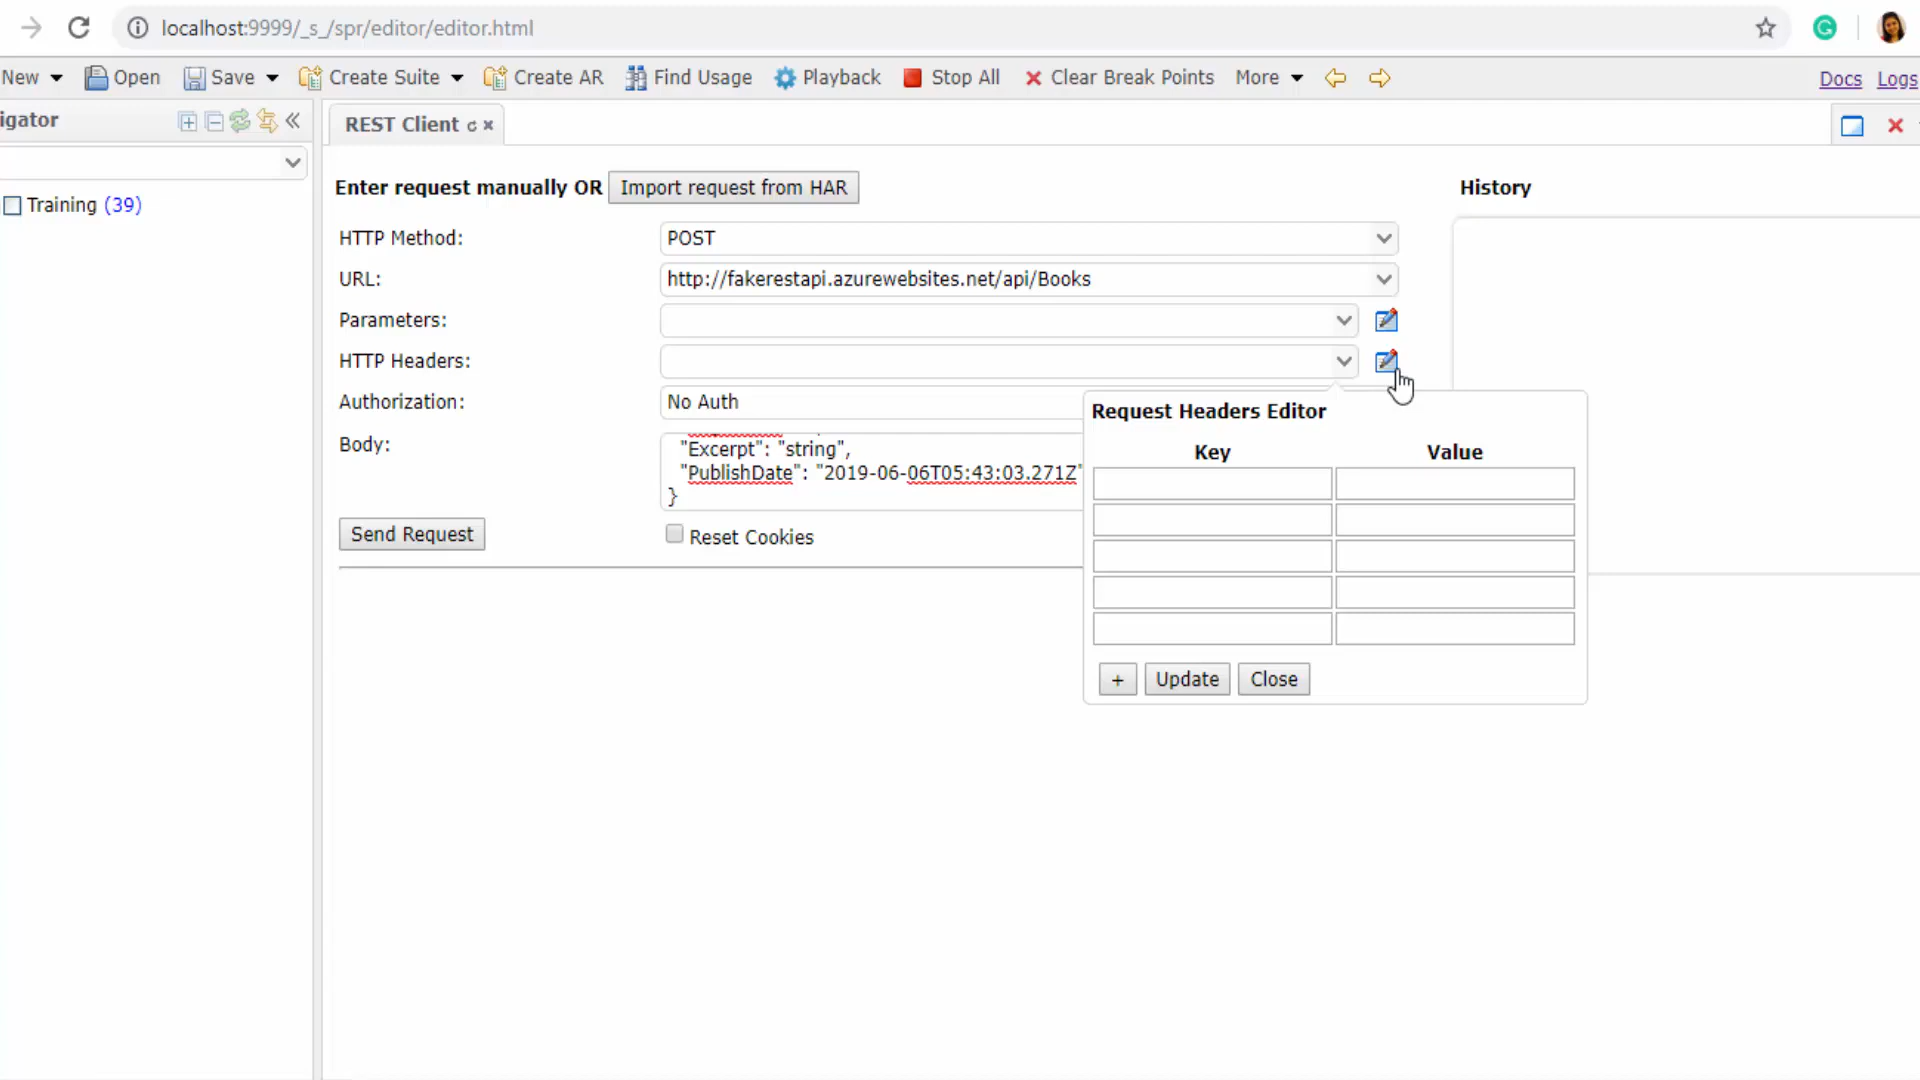 localhost:9999/_s_/spr/editor/editor.html
New Open Save Create Suite Create AR Find Usage Playback Stop All Clear Break Points More Docs Logs
igator
REST Client
Training (39)
Enter request manually OR Import request from HAR
History
HTTP Method: POST
URL: http://fakerestapi.azurewebsites.net/api/Books
Parameters:
HTTP Headers:
Authorization: No Auth
Body:
"Excerpt": "string",
"PublishDate": "2019-06-06T05:43:03.271Z"
}
Send Request
Reset Cookies
Request Headers Editor
Key Value
+ Update Close